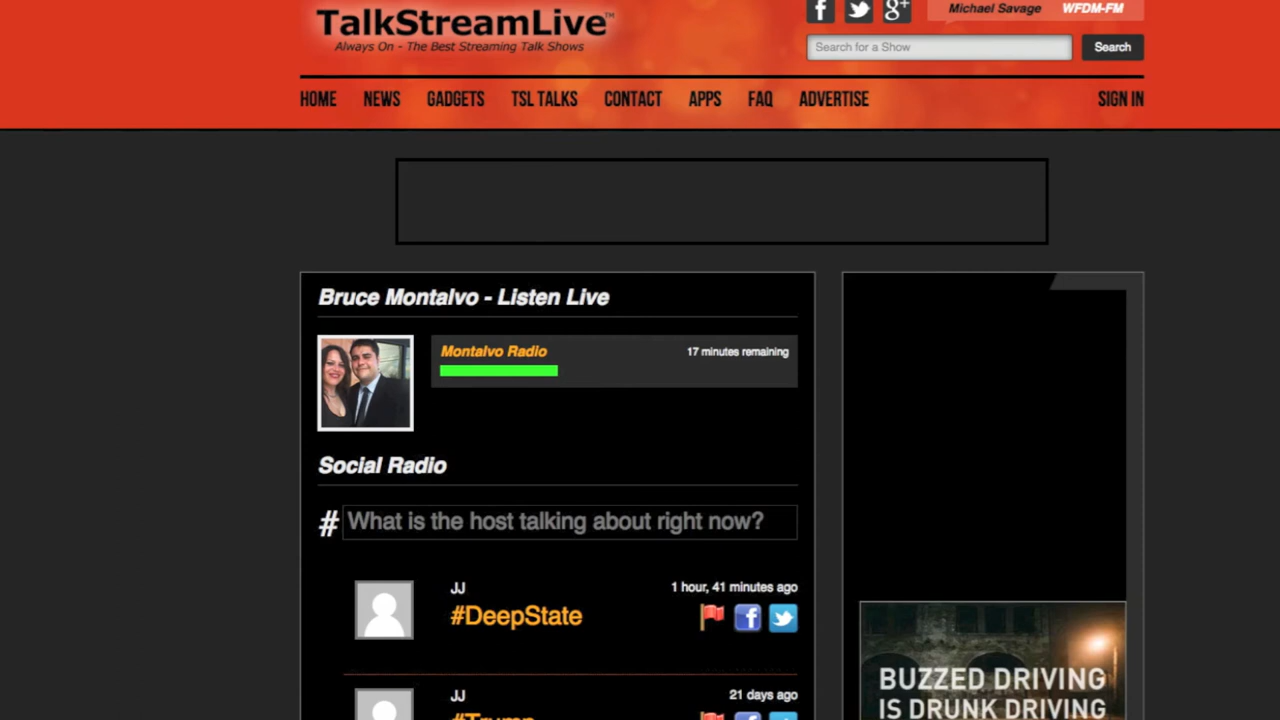 TalkStreamLive™
Always On - The Best Streaming Talk Shows
f
g+
Michael Savage WFDM-FM
Search for a Show
Search
HOME NEWS GADGETS TSL TALKS CONTACT APPS FAQ ADVERTISE SIGN IN
Bruce Montalvo - Listen Live
Montalvo Radio
17 minutes remaining
Social Radio
# What is the host talking about right now?
JJ
1 hour, 41 minutes ago
#DeepState
f
JJ
21 days ago
#Trump
BUZZED DRIVING
IS DRUNK DRIVING